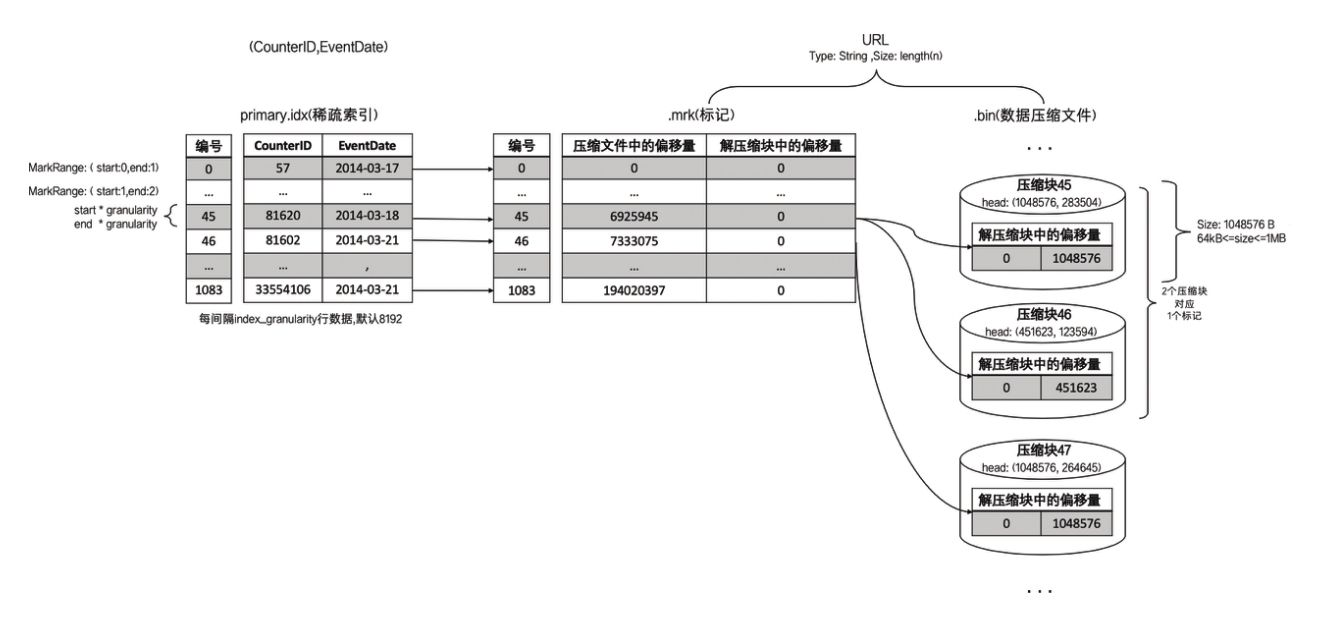 (CounterID,EventDate)
URL
Type: String ,Size: length(n)
primary.idx(稀疏索引)
.mrk(标记)
.bin(数据压缩文件)
编号 CounterID EventDate
0 57 2014-03-17
... ... ...
45 81620 2014-03-18
46 81602 2014-03-21
... ... ,
1083 33554106 2014-03-21
MarkRange: ( start:0,end:1)
MarkRange: ( start:1,end:2)
start * granularity
end * granularity
每间隔index_granularity行数据,默认8192
编号 压缩文件中的偏移量 解压缩块中的偏移量
0 0 0
... ... ...
45 6925945 0
46 7333075 0
... ... ...
1083 194020397 0
...
压缩块45
head: (1048576, 283504)
解压缩块中的偏移量
0 1048576
压缩块46
head: (451623, 123594)
解压缩块中的偏移量
0 451623
压缩块47
head: (1048576, 264645)
解压缩块中的偏移量
0 1048576
...
Size: 1048576 B
64kB<=size<=1MB
2个压缩块
对应
1个标记